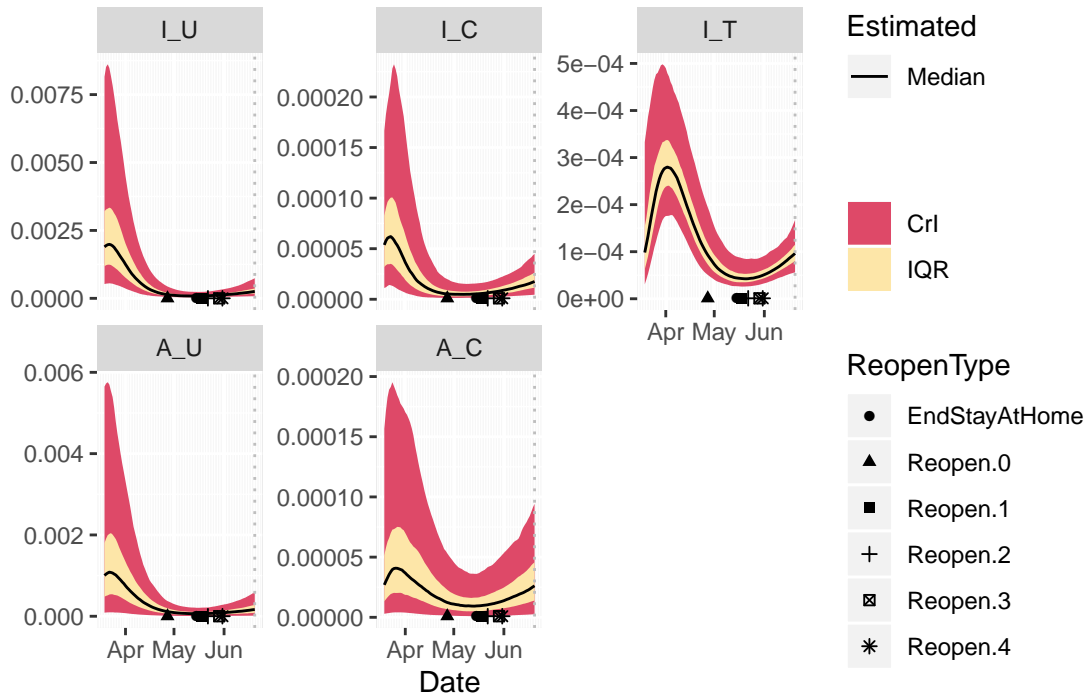 I_U
I_C
I_T
0.0075
0.0050
0.0025
0.0000
0.00020
0.00015
0.00010
0.00005
0.00000
5e−04
4e−04
3e−04
2e−04
1e−04
0e+00
Apr May Jun
A_U
A_C
0.006
0.004
0.002
0.000
0.00020
0.00015
0.00010
0.00005
0.00000
Apr May Jun
Apr May Jun
Date
Estimated
Median
CrI
IQR
ReopenType
EndStayAtHome
Reopen.0
Reopen.1
Reopen.2
Reopen.3
Reopen.4